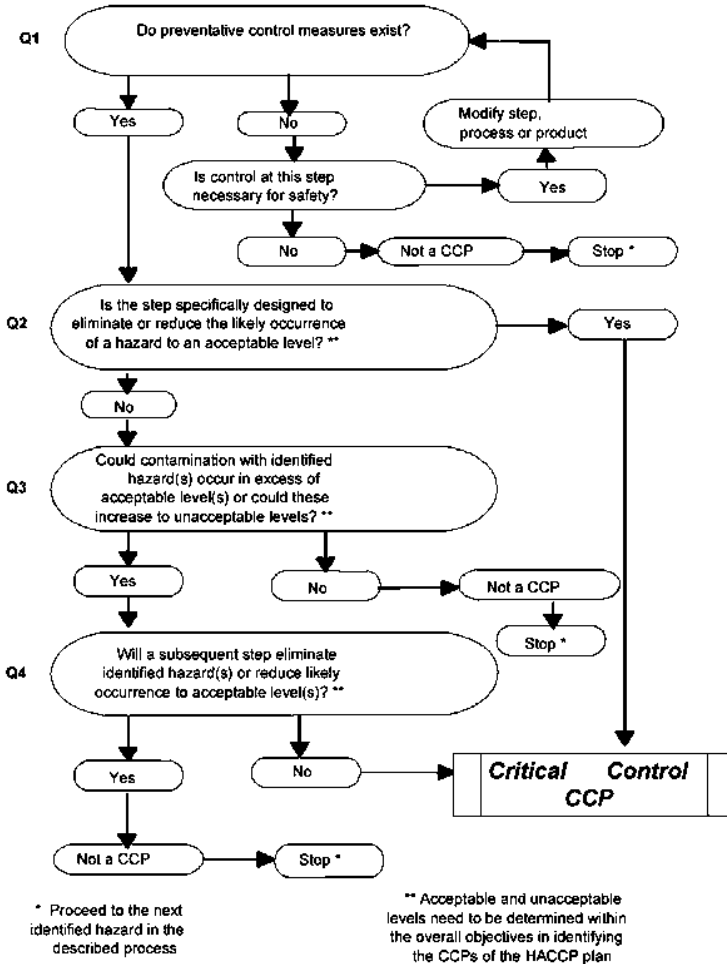 Q1
Do preventative control measures exist?
Yes
No
Modify step,
process or product
Is control at this step
necessary for safety?
Yes
No
Not a CCP
Stop *
Q2
Is the step specifically designed to
eliminate or reduce the likely occurrence
of a hazard to an acceptable level? **
Yes
No
Q3
Could contamination with identified
hazard(s) occur in excess of
acceptable level(s) or could these
increase to unacceptable levels? **
Yes
No
Not a CCP
Stop *
Q4
Will a subsequent step eliminate
identified hazard(s) or reduce likely
occurrence to acceptable level(s)? **
Yes
No
Critical Control
CCP
Not a CCP
Stop *
* Proceed to the next
identified hazard in the
described process
** Acceptable and unacceptable
levels need to be determined within
the overall objectives in identifying
the CCPs of the HACCP plan